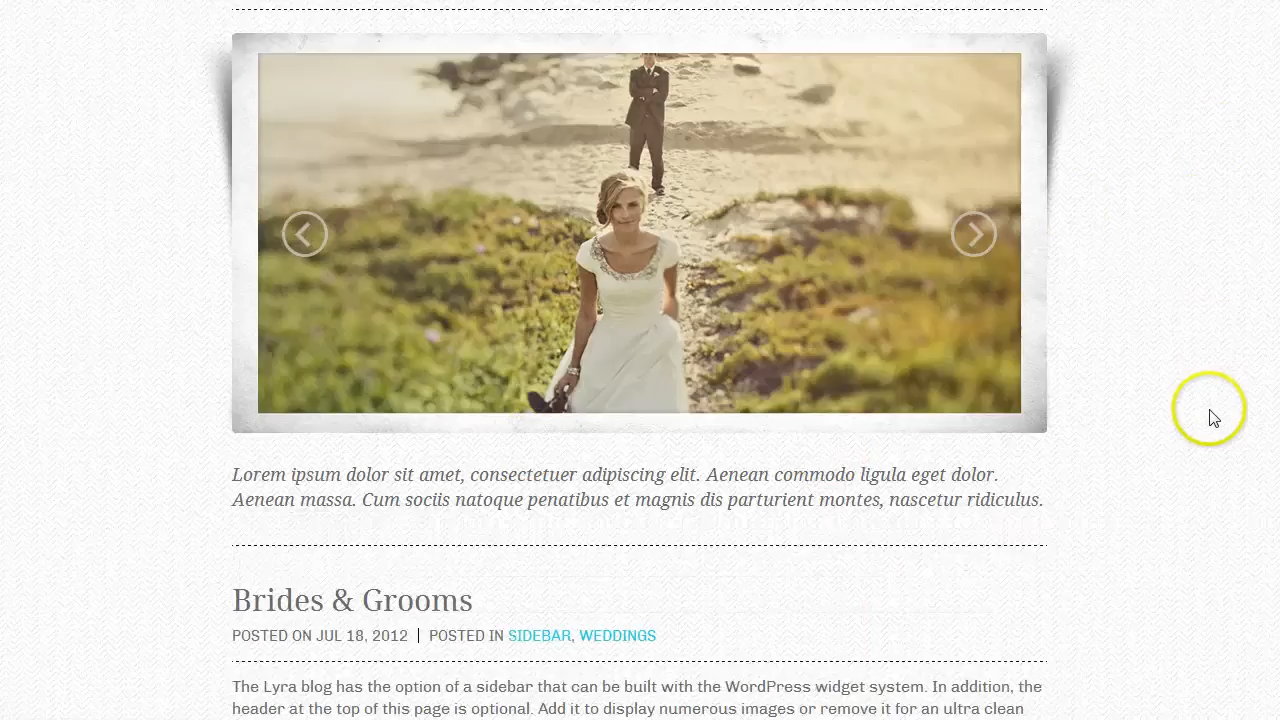 Lorem ipsum dolor sit amet, consectetuer adipiscing elit. Aenean commodo ligula eget dolor.
Aenean massa. Cum sociis natoque penatibus et magnis dis parturient montes, nascetur ridiculus.
Brides & Grooms
POSTED ON JUL 18, 2012 | POSTED IN SIDEBAR, WEDDINGS
The Lyra blog has the option of a sidebar that can be built with the WordPress widget system. In addition, the
header at the top of this page is optional. Add it to display numerous images or remove it for an ultra clean